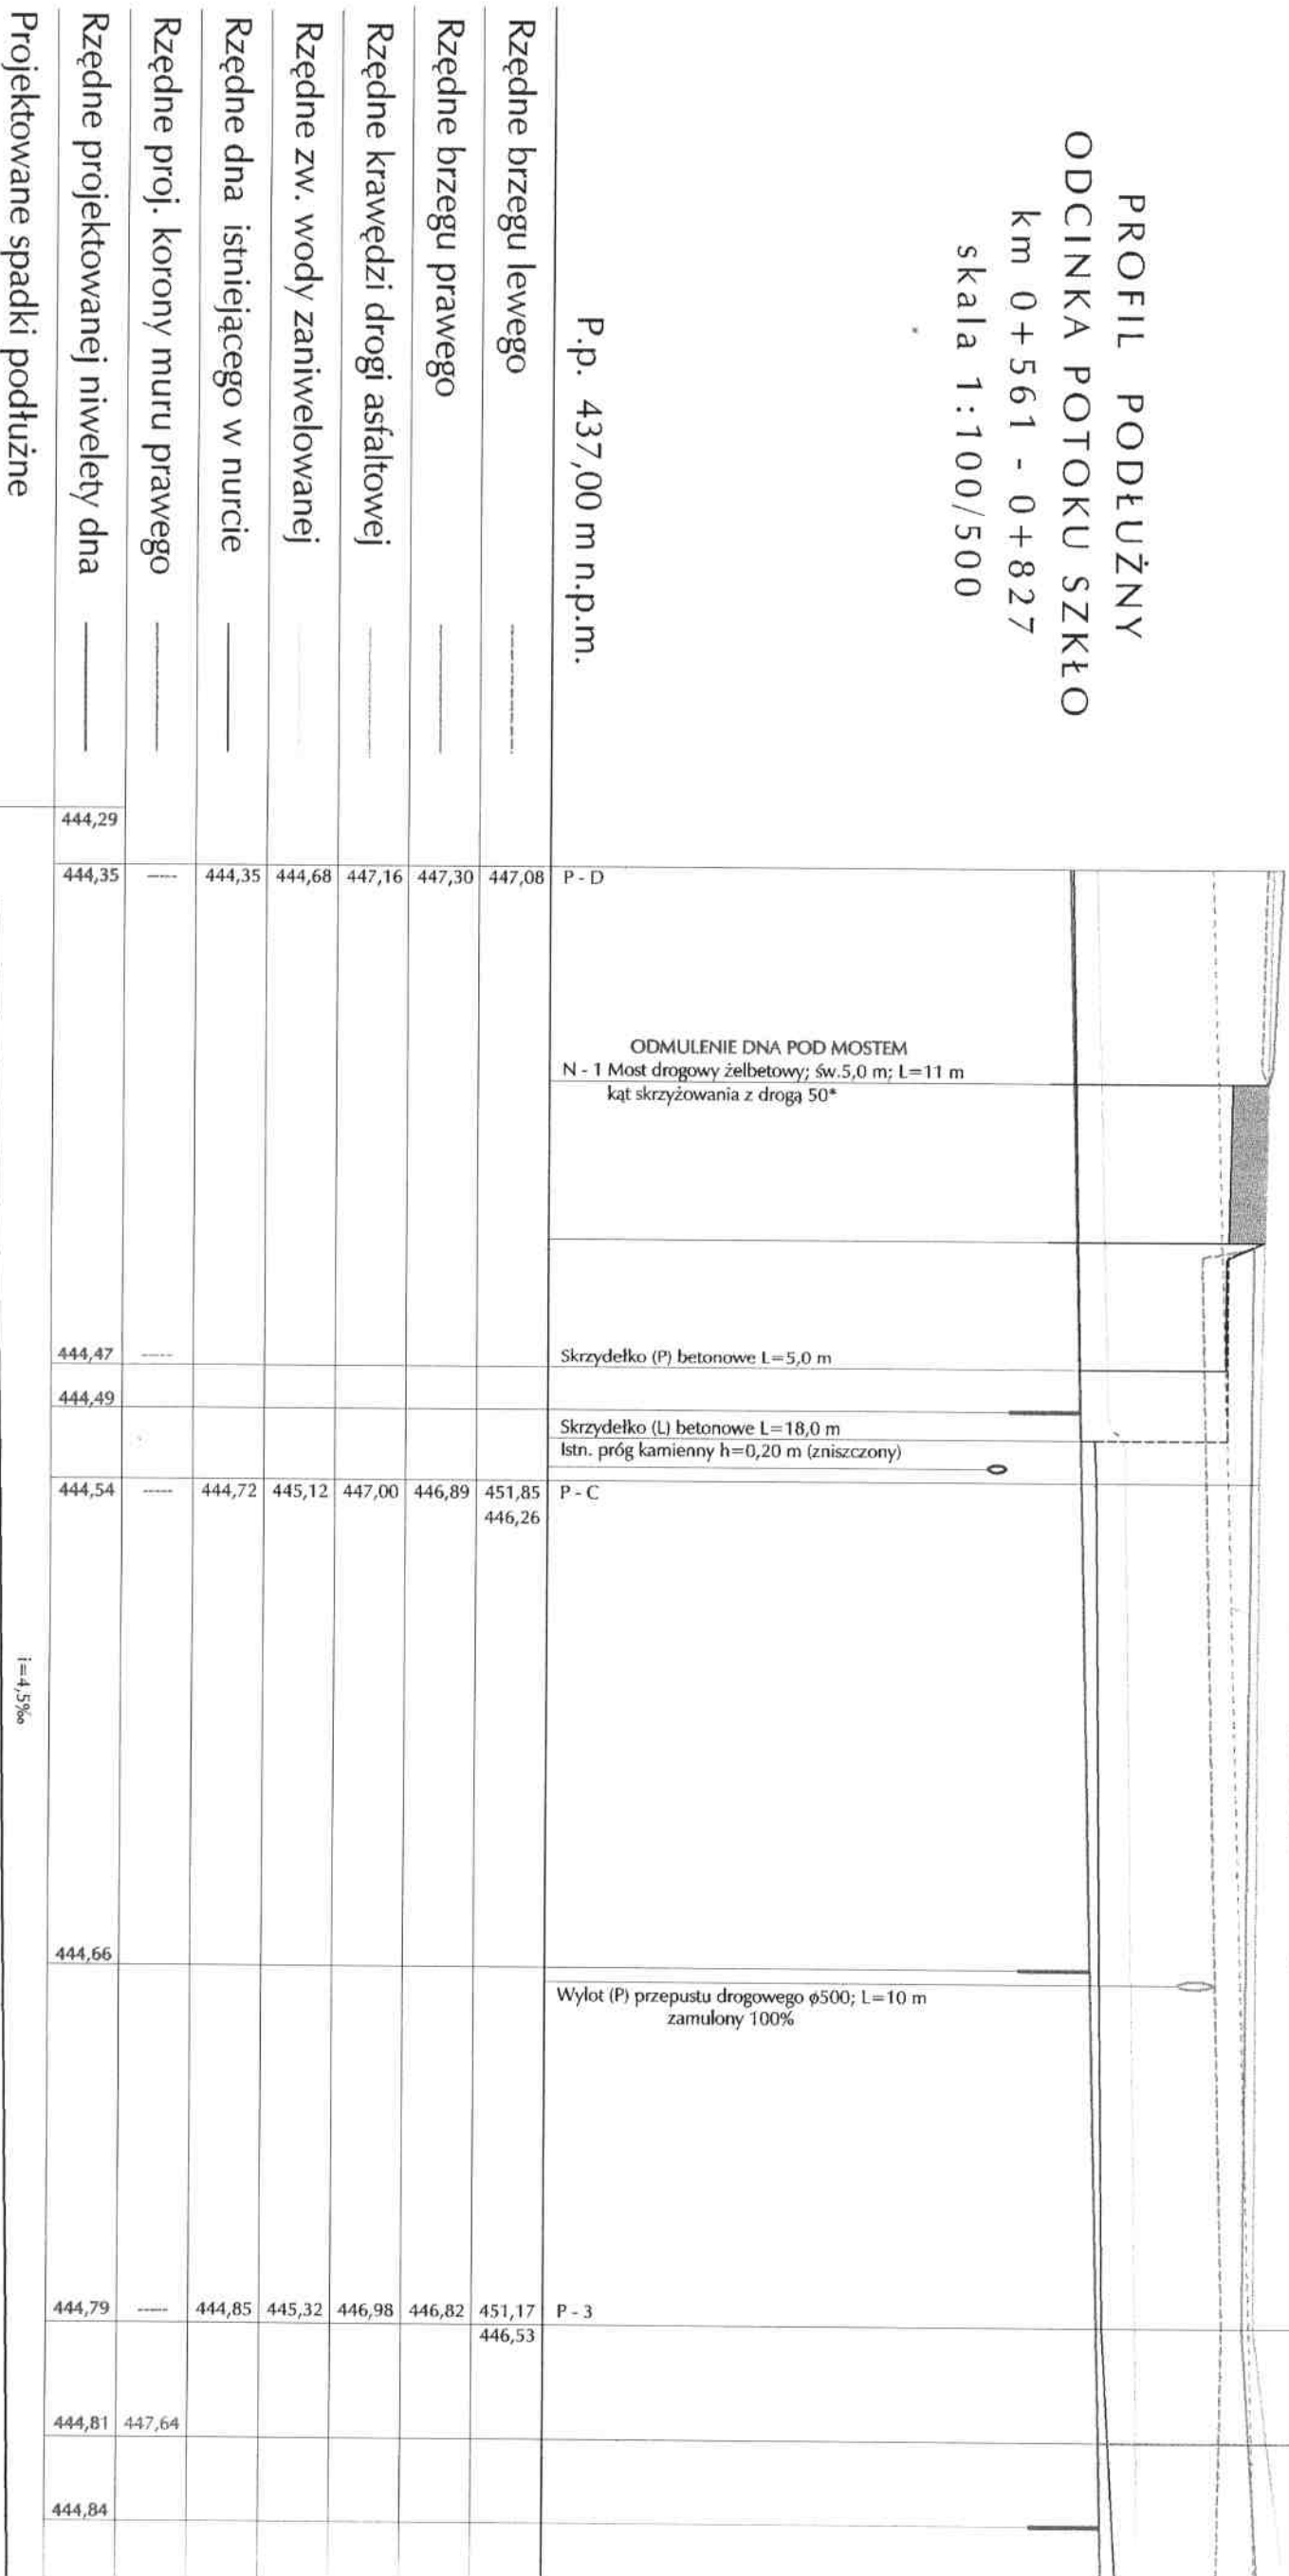 PROFIL PODŁUŻNY
ODCINKA POTOKU SZKŁO
km 0+561 - 0+827
skala 1:100/500
P.p. 437,00 m n.p.m.
Rzędne brzegu lewego
Rzędne brzegu prawego
Rzędne krawędzi drogi asfaltowej
Rzędne zw. wody zaniwelowanej
Rzędne dna istniejącego w nurcie
Rzędne proj. korony muru prawego
Rzędne projektowanej niwelety dna
Projektowane spadki podłużne
444,29
444,35 ----- 444,35 444,68 447,16 447,30 447,08 P - D
ODMULENIE DNA POD MOSTEM
N - 1 Most drogowy żelbetowy; św.5,0 m; L=11 m
kąt skrzyżowania z drogą 50*
444,47 ----- Skrzydełko (P) betonowe L=5,0 m
444,49
Skrzydełko (L) betonowe L=18,0 m
Istn. próg kamienny h=0,20 m (zniszczony)
444,54 ----- 444,72 445,12 447,00 446,89 451,85 P - C
446,26
i=4,5‰
444,66
Wylot (P) przepustu drogowego φ500; L=10 m
zamulony 100%
444,79 ----- 444,85 445,32 446,98 446,82 451,17 P - 3
446,53
444,81 447,64
444,84